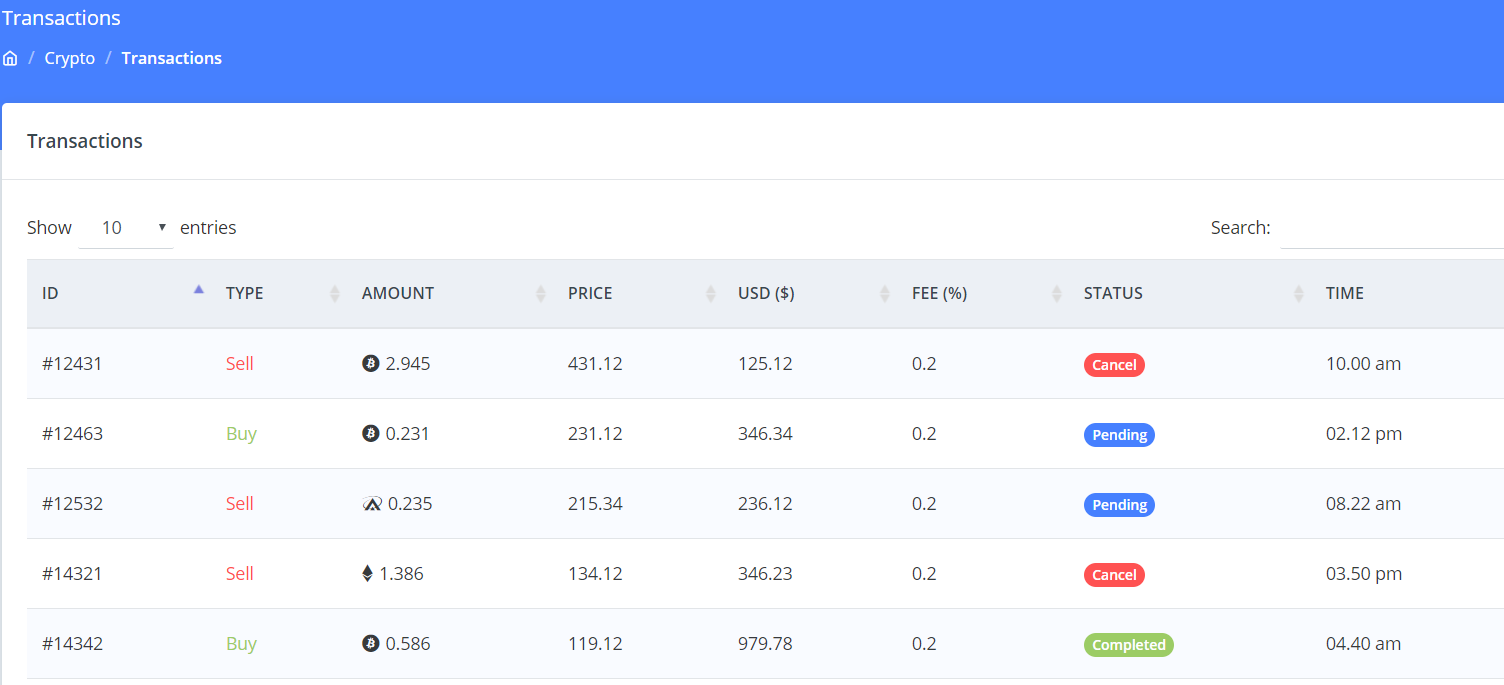 Transactions
/ Crypto / Transactions
Transactions
Show 10 entries Search:
ID TYPE AMOUNT PRICE USD ($) FEE (%) STATUS TIME
#12431 Sell 2.945 431.12 125.12 0.2 Cancel 10.00 am
#12463 Buy 0.231 231.12 346.34 0.2 Pending 02.12 pm
#12532 Sell 0.235 215.34 236.12 0.2 Pending 08.22 am
#14321 Sell 1.386 134.12 346.23 0.2 Cancel 03.50 pm
#14342 Buy 0.586 119.12 979.78 0.2 Completed 04.40 am